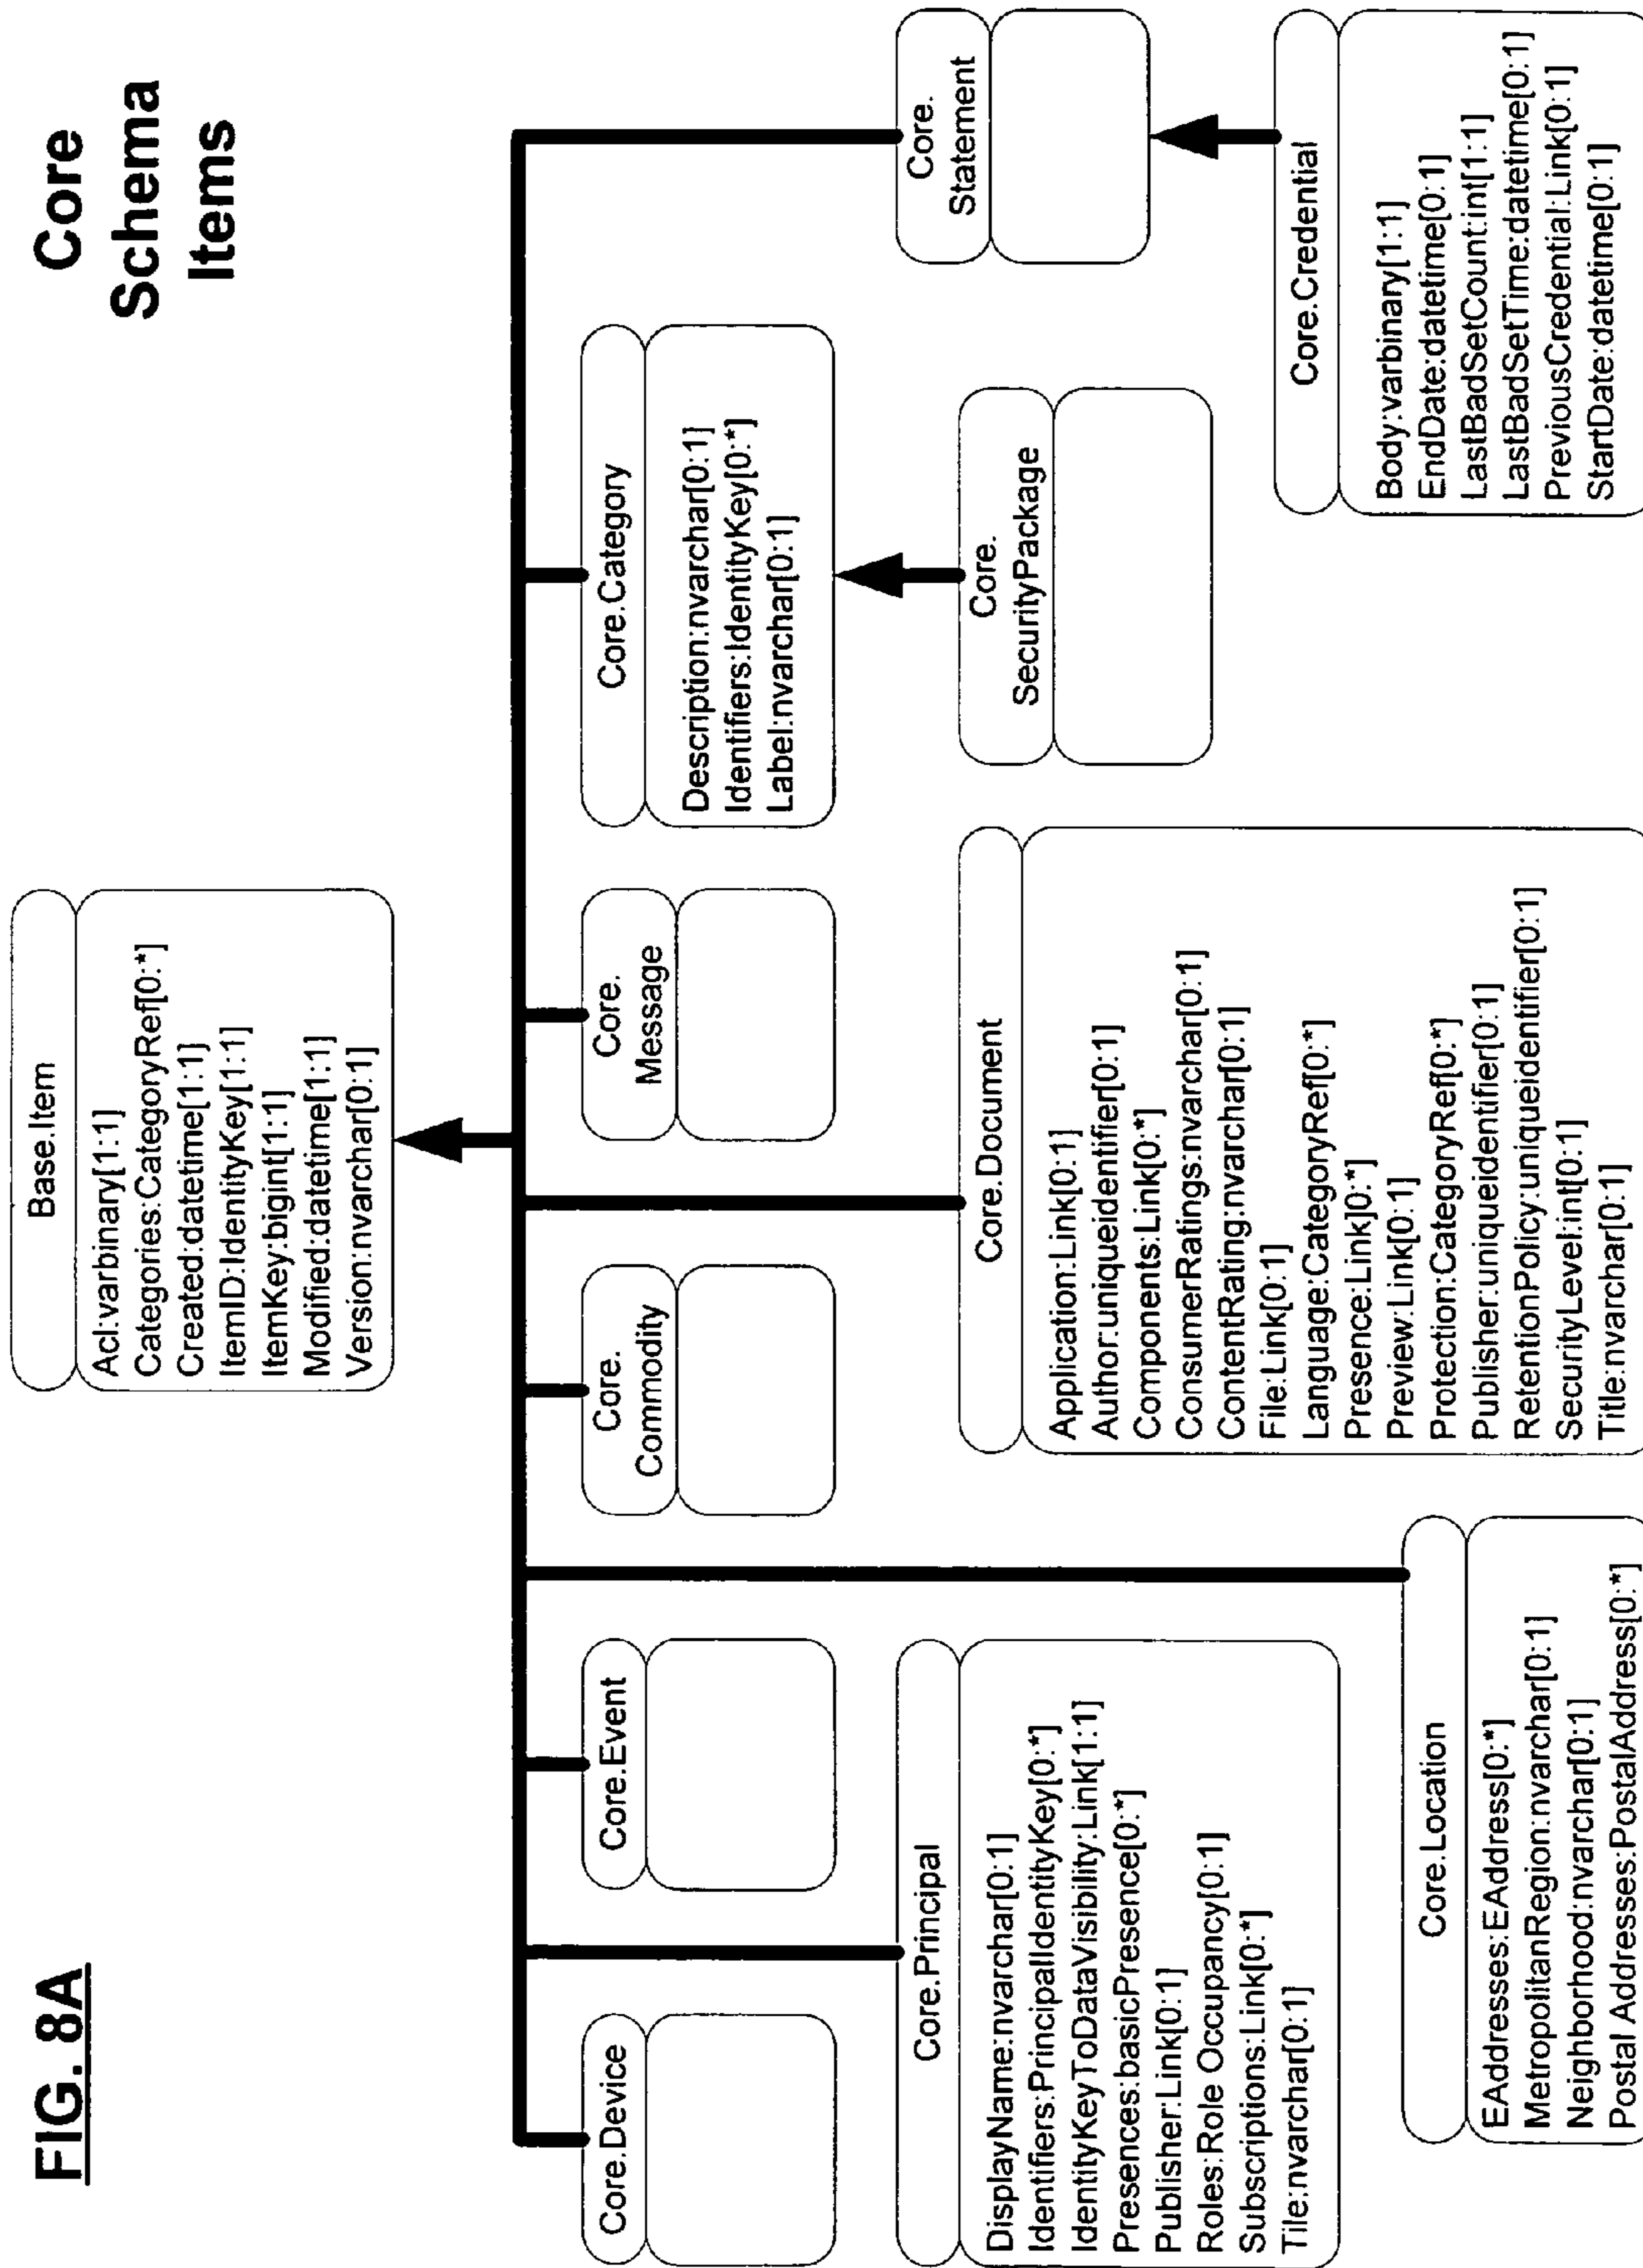 FIG. 8A
Core
Schema
Items
Base.Item
Acl:varbinary[1:1]
Categories:CategoryRef[0:*]
Created:datetime[1:1]
ItemID:IdentityKey[1:1]
ItemKey:bigint[1:1]
Modified:datetime[1:1]
Version:nvarchar[0:1]
Core.Device
Core.Event
Core.
Commodity
Core.
Message
Core.Category
Description:nvarchar[0:1]
Identifiers:IdentityKey[0:*]
Label:nvarchar[0:1]
Core.Principal
DisplayName:nvarchar[0:1]
Identifiers:PrincipalIdentityKey[0:*]
IdentityKeyToDataVisibility:Link[1:1]
Presences:basicPresence[0:*]
Publisher:Link[0:1]
Roles:Role Occupancy[0:1]
Subscriptions:Link[0:*]
Tile:nvarchar[0:1]
Core.Document
Application:Link[0:1]
Author:uniqueidentifier[0:1]
Components:Link[0:*]
ConsumerRatings:nvarchar[0:1]
ContentRating:nvarchar[0:1]
File:Link[0:1]
Language:CategoryRef[0:*]
Presence:Link]0:*]
Preview:Link[0:1]
Protection:CategoryRef[0:*]
Publisher:uniqueidentifier[0:1]
RetentionPolicy:uniqueidentifier[0:1]
SecurityLevel:int[0:1]
Title:nvarchar[0:1]
Core.
SecurityPackage
Core.
Statement
Core.Location
EAddresses:EAddress[0:*]
MetropolitanRegion:nvarchar[0:1]
Neighborhood:nvarchar[0:1]
Postal Addresses:PostalAddress[0:*]
Core.Credential
Body:varbinary[1:1]
EndDate:datetime[0:1]
LastBadSetCount:int[1:1]
LastBadSetTime:datetime[0:1]
PreviousCredential:Link[0:1]
StartDate:datetime[0:1]